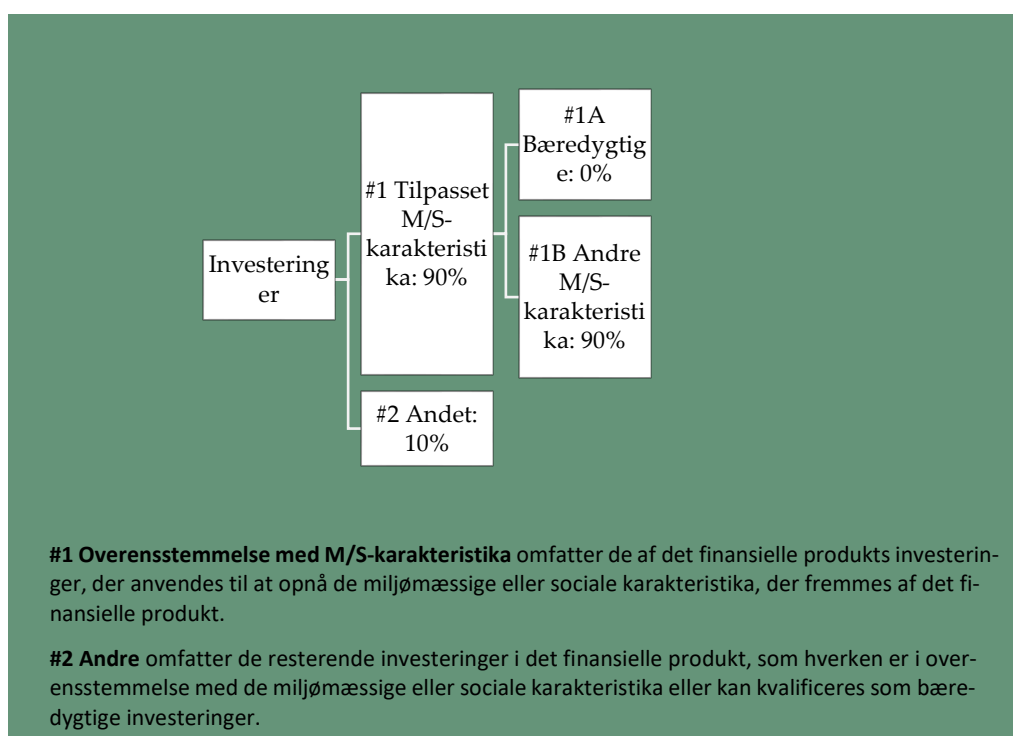 Investering
er
#1 Tilpasset
M/S-
karakteristi
ka: 90%
#2 Andet:
10%
#1A
Bæredygtig
e: 0%
#1B Andre
M/S-
karakteristi
ka: 90%
#1 Overensstemmelse med M/S-karakteristika omfatter de af det finansielle produkts investerin-
ger, der anvendes til at opnå de miljømæssige eller sociale karakteristika, der fremmes af det fi-
nansielle produkt.
#2 Andre omfatter de resterende investeringer i det finansielle produkt, som hverken er i over-
ensstemmelse med de miljømæssige eller sociale karakteristika eller kan kvalificeres som bære-
dygtige investeringer.